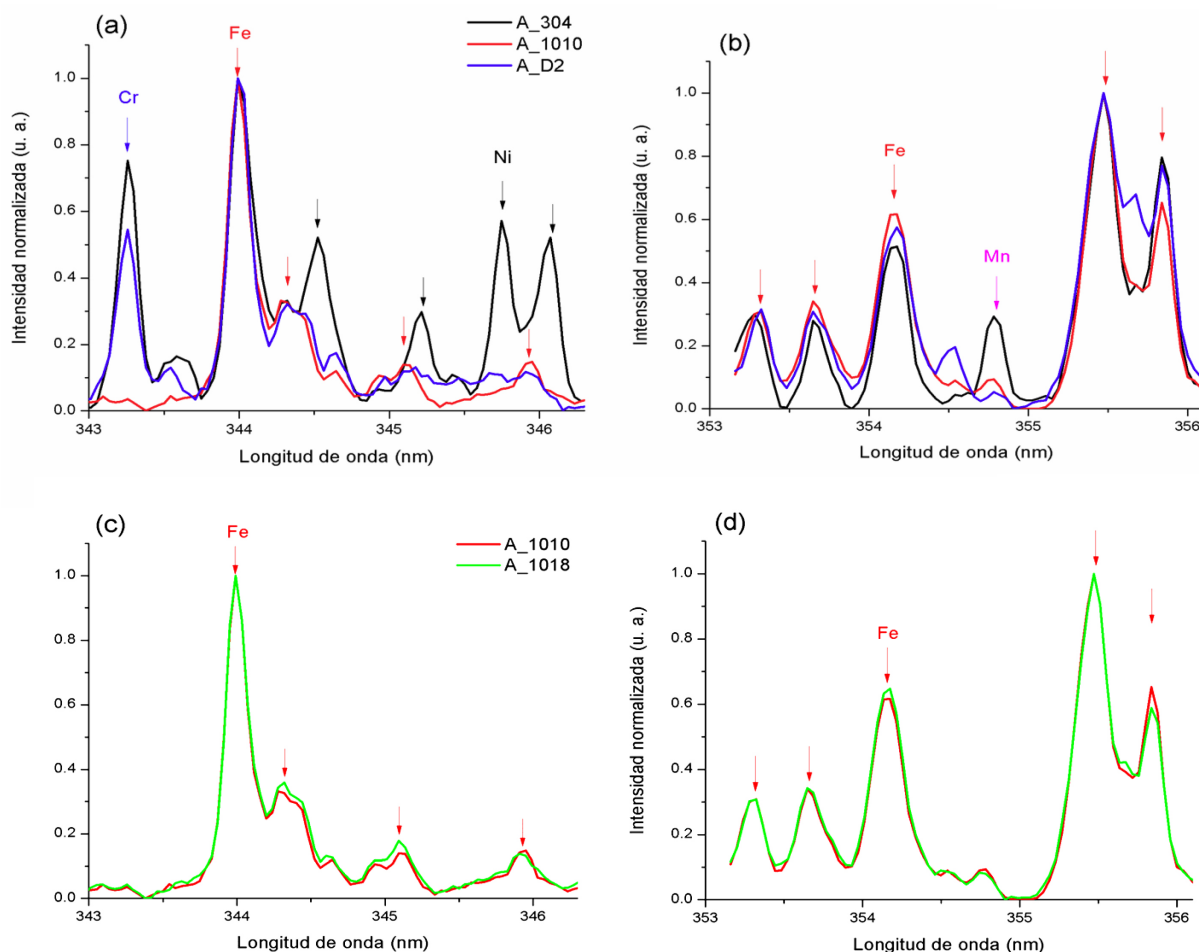 (a)
Fe
A_304
A_1010
A_D2
Cr
Ni
1.0
0.8
0.6
0.4
0.2
0.0
Intensidad normalizada (u. a.)
343 344 345 346
Longitud de onda (nm)
(b)
Fe
Mn
1.0
0.8
0.6
0.4
0.2
0.0
Intensidad normalizada (u. a.)
353 354 355 356
Longitud de onda (nm)
(c)
Fe
A_1010
A_1018
1.0
0.8
0.6
0.4
0.2
0.0
Intensidad normalizada (u. a.)
343 344 345 346
Longitud de onda (nm)
(d)
Fe
1.0
0.8
0.6
0.4
0.2
0.0
Intensidad normalizada (u. a.)
353 354 355 356
Longitud de onda (nm)